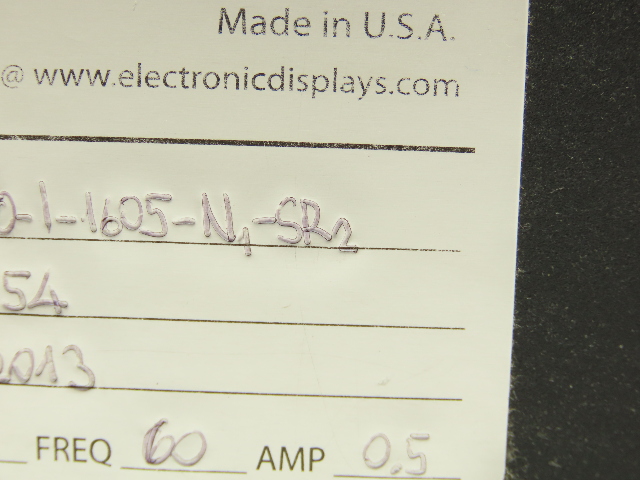 Made in U.S.A.
@ www.electronicdisplays.com
0-1-1605-N1-SR2
54
2013
FREQ 60 AMP 0.5